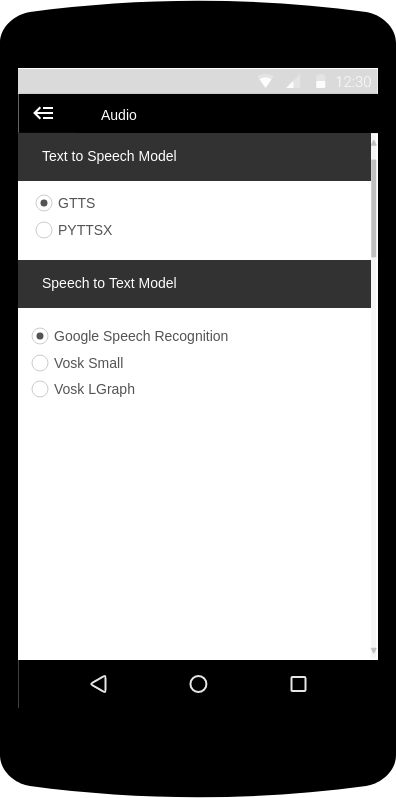 12:30
Audio
Text to Speech Model
GTTS
PYTTSX
Speech to Text Model
Google Speech Recognition
Vosk Small
Vosk LGraph